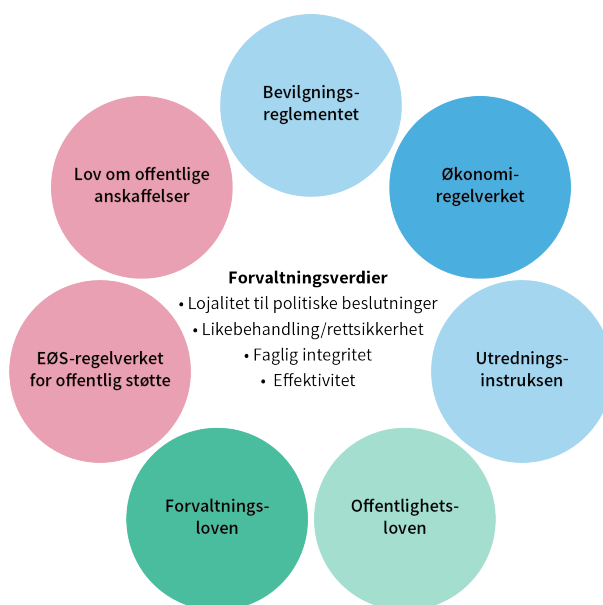 Bevilgnings-
reglementet
Lov om offentlige
anskaffelser
Økonomi-
regelverket
Forvaltningsverdier
• Lojalitet til politiske beslutninger
• Likebehandling/rettsikkerhet
• Faglig integritet
• Effektivitet
EØS-regelverket
for offentlig støtte
Utrednings-
instruksen
Forvaltnings-
loven
Offentlighets-
loven